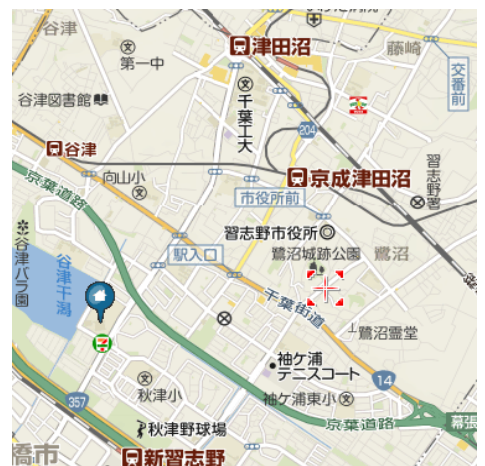 谷津
第一中
津田沼
藤崎
交番前
谷津図書館
千葉工大
204
谷津
向山小
京成津田沼
習志野署
京葉道路
市役所前
習志野市役所
鷺沼城跡公園
鷺沼
駅入口
谷津バラ園
谷津干潟
千葉街道
鷺沼霊堂
袖ケ浦
テニスコート
14
秋津小
袖ケ浦東小
357
京葉道路
幕張
秋津野球場
橋市
新習志野